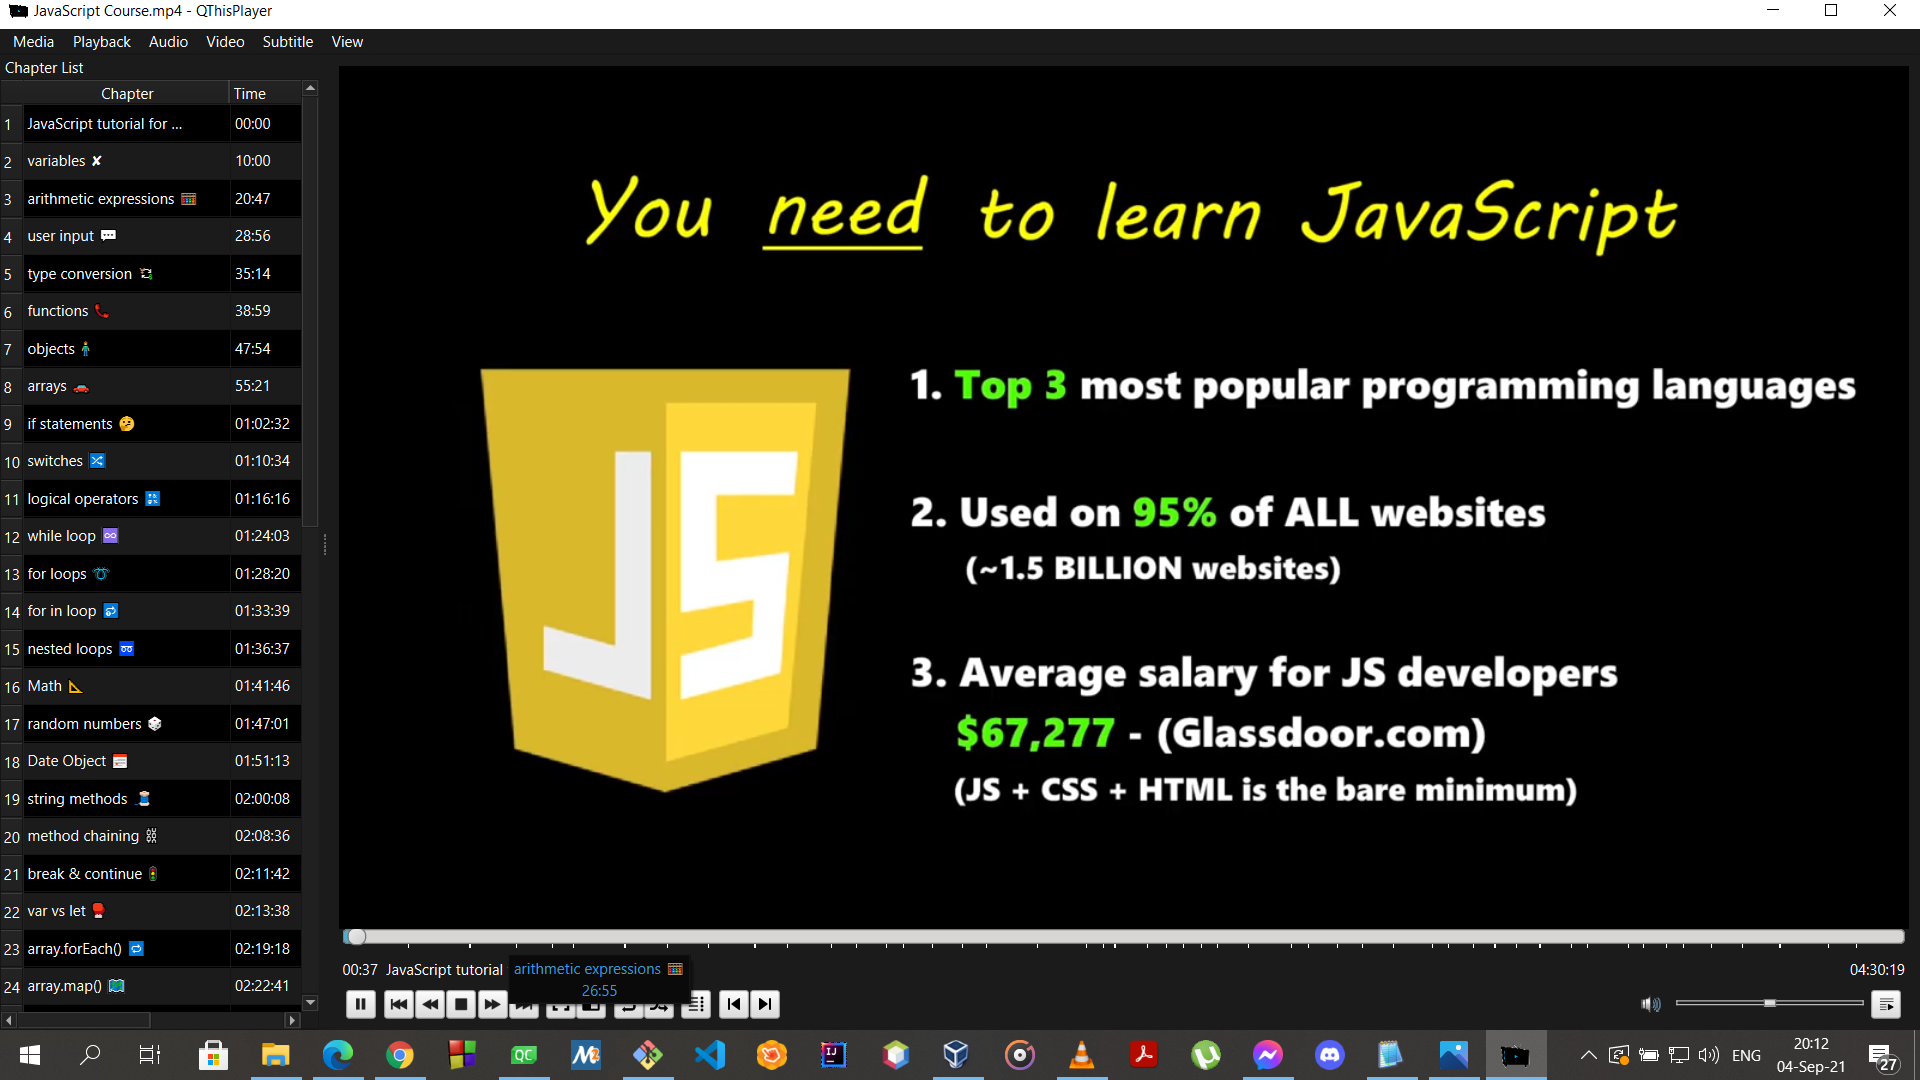 JavaScript Course.mp4 - QThisPlayer
Media Playback Audio Video Subtitle View
Chapter List
Chapter Time
1 JavaScript tutorial for ... 00:00
2 variables ✘ 10:00
3 arithmetic expressions 🧮 20:47
4 user input 💬 28:56
5 type conversion 35:14
6 functions 📞 38:59
7 objects 🧍 47:54
8 arrays 🚗 55:21
9 if statements 🤔 01:02:32
10 switches 🔀 01:10:34
11 logical operators 🔣 01:16:16
12 while loop ♾️ 01:24:03
13 for loops ➰ 01:28:20
14 for in loop 🔂 01:33:39
15 nested loops ➿ 01:36:37
16 Math 📐 01:41:46
17 random numbers 🎲 01:47:01
18 Date Object 📅 01:51:13
19 string methods 🧵 02:00:08
20 method chaining ⛓ 02:08:36
21 break & continue 🚦 02:11:42
22 var vs let 🥊 02:13:38
23 array.forEach() 🔁 02:19:18
24 array.map() 🗺️ 02:22:41
You need to learn JavaScript
JS
1. Top 3 most popular programming languages
2. Used on 95% of ALL websites
(~1.5 BILLION websites)
3. Average salary for JS developers
$67,277 - (Glassdoor.com)
(JS + CSS + HTML is the bare minimum)
00:37 JavaScript tutorial
arithmetic expressions 🧮
26:55
04:30:19
QC
IJ
ENG
20:12
04-Sep-21
27